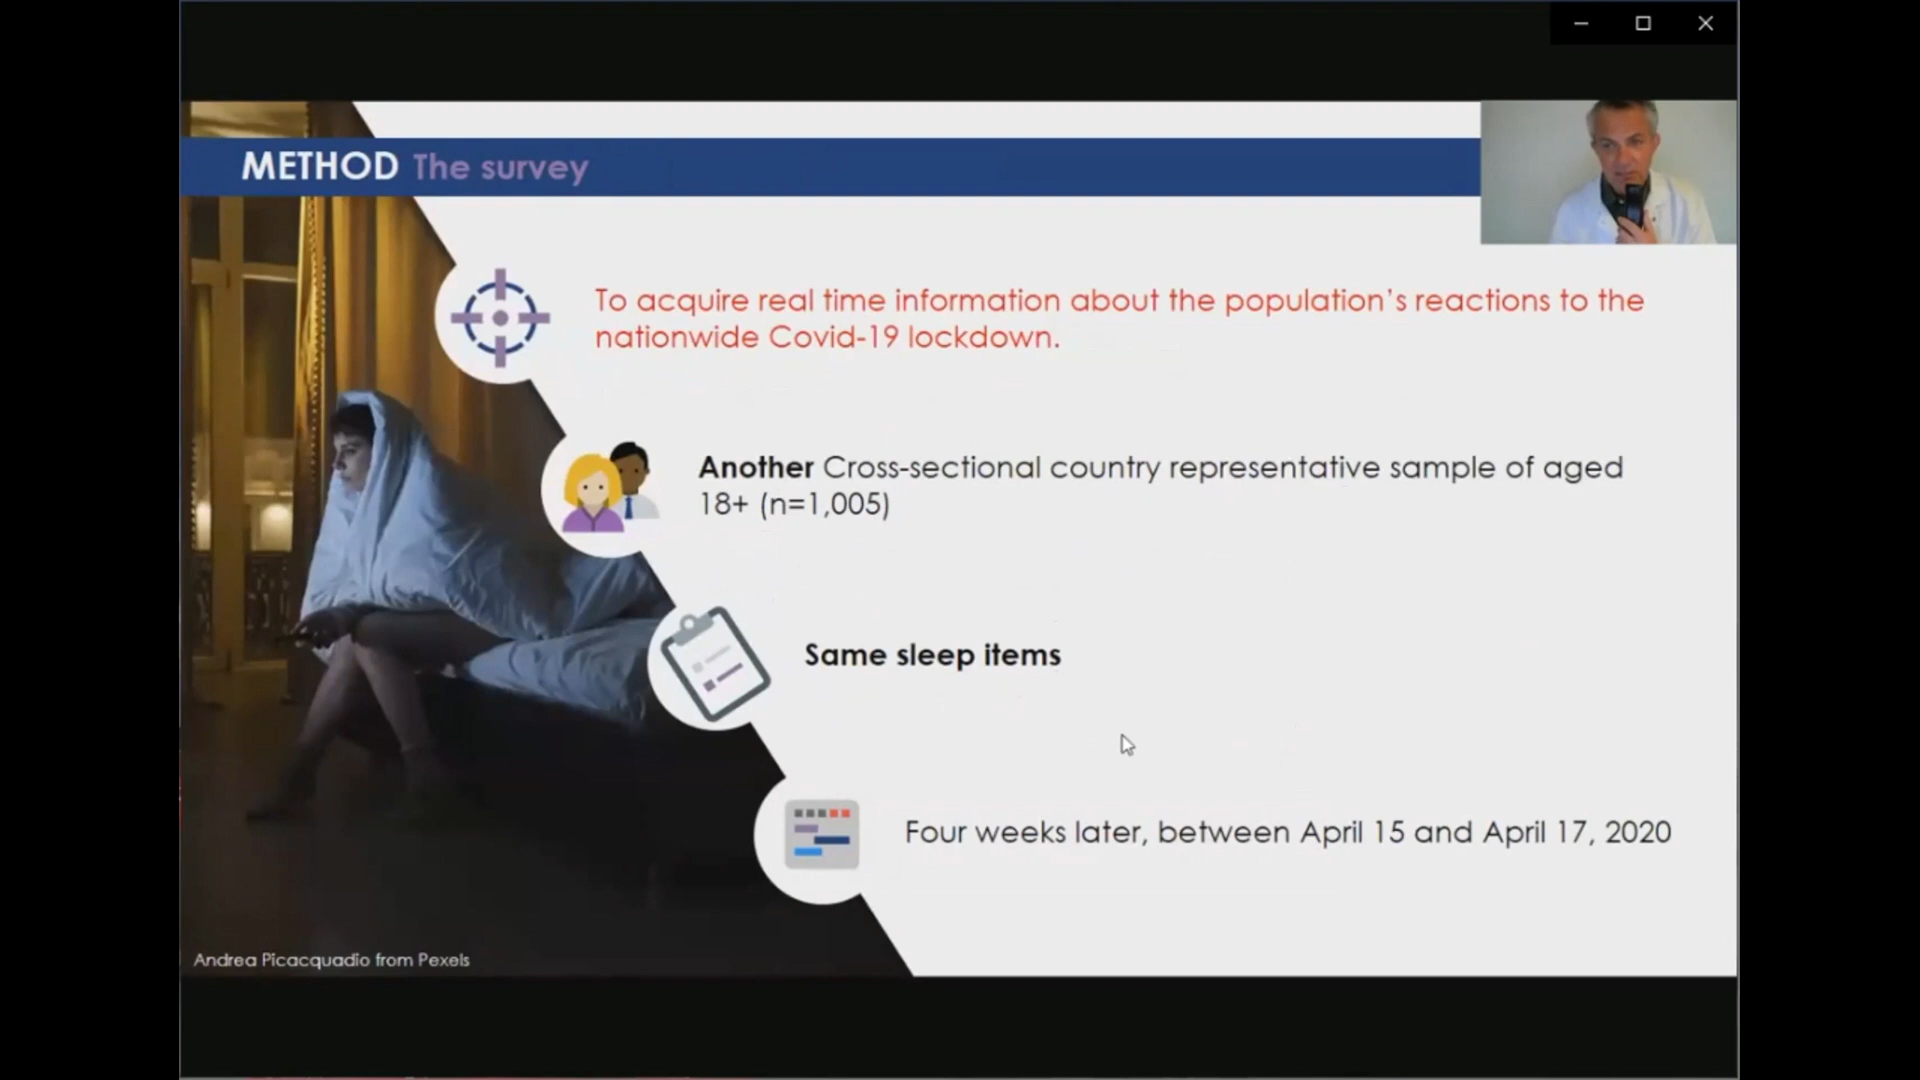 METHOD The survey
To acquire real time information about the population's reactions to the
nationwide Covid-19 lockdown.
Another Cross-sectional country representative sample of aged
18+ (n=1,005)
Same sleep items
Four weeks later, between April 15 and April 17, 2020
Andrea Picacquadio from Pexels